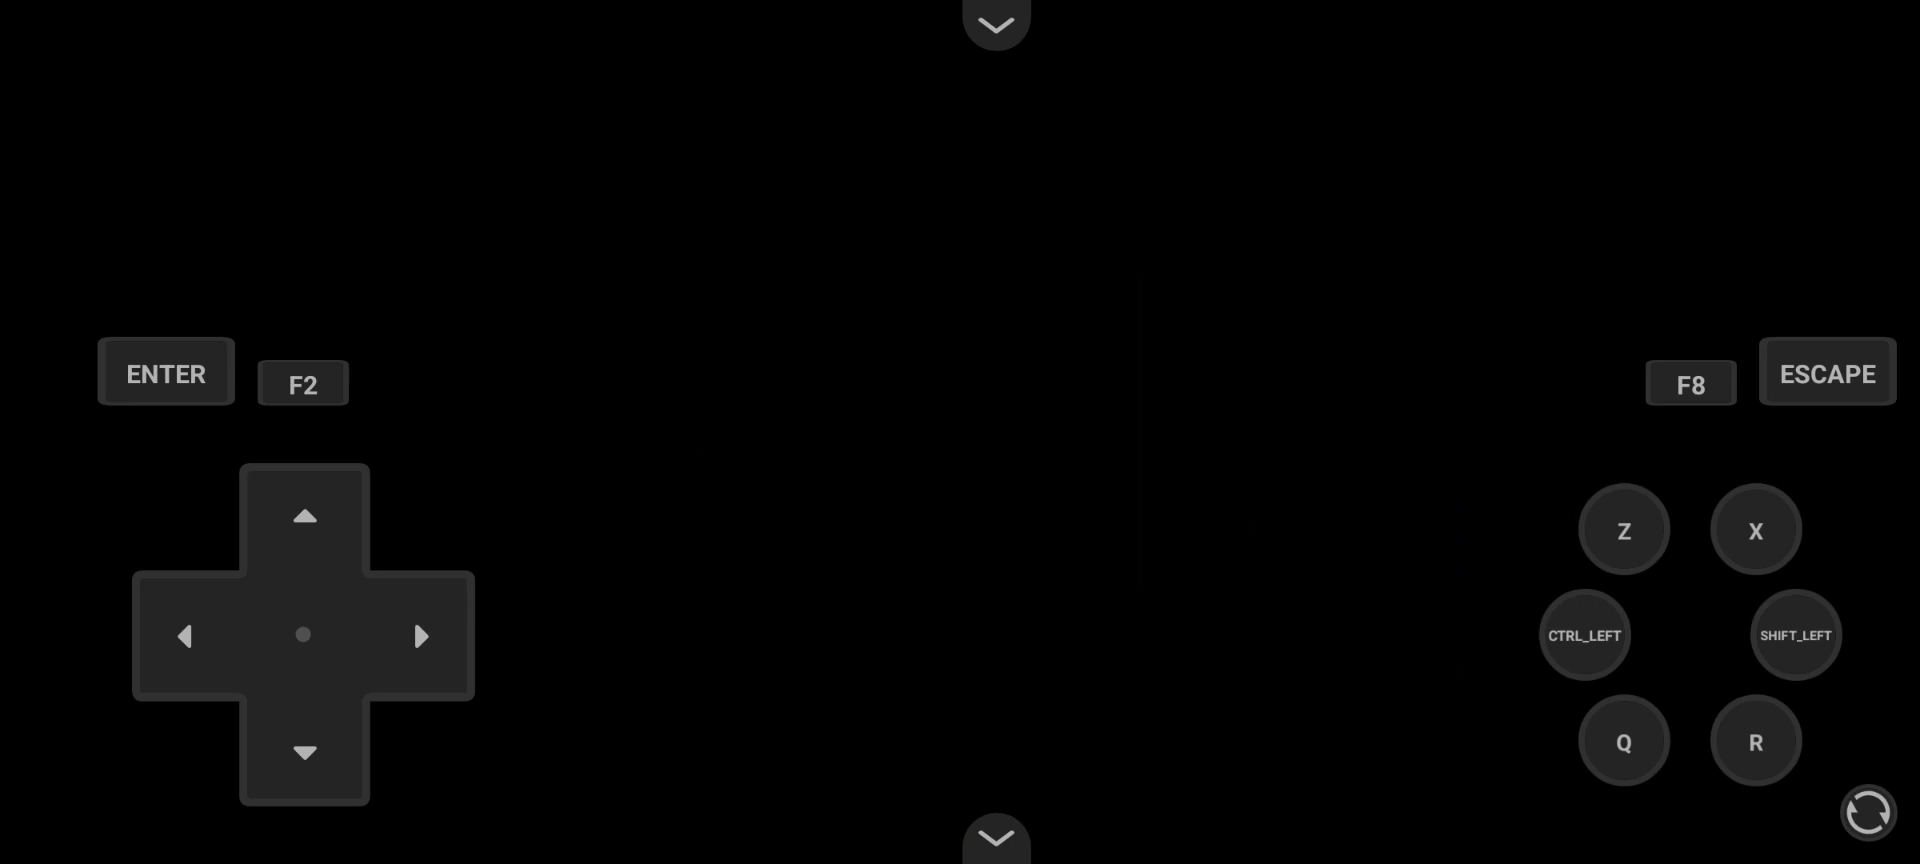 ENTER
F2
F8
ESCAPE
Z
X
CTRL_LEFT
SHIFT_LEFT
Q
R